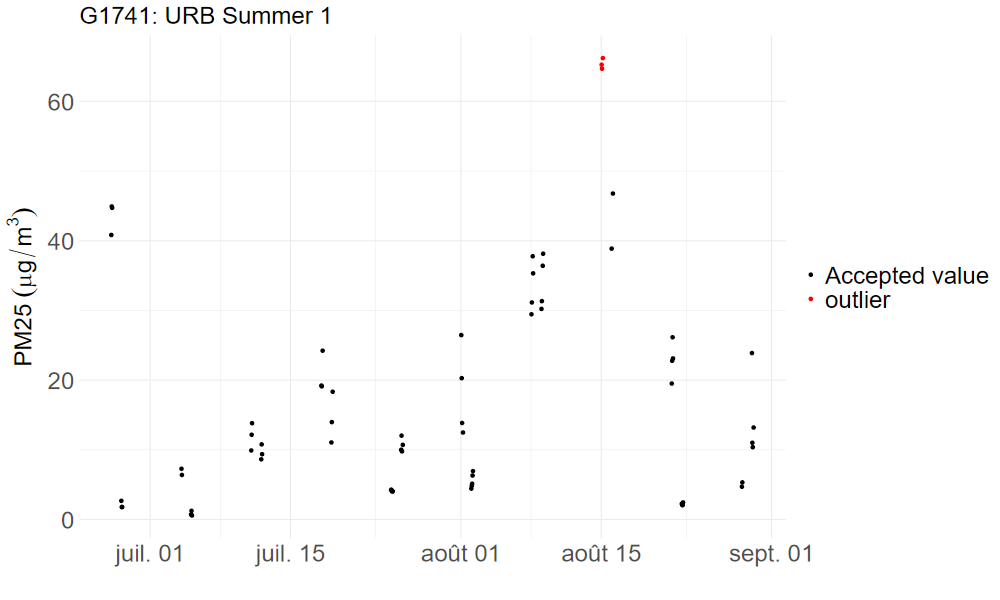 G1741: URB Summer 1
PM25 (μg/m³)
60
40
20
0
juil. 01 juil. 15 août 01 août 15 sept. 01
Accepted value
outlier